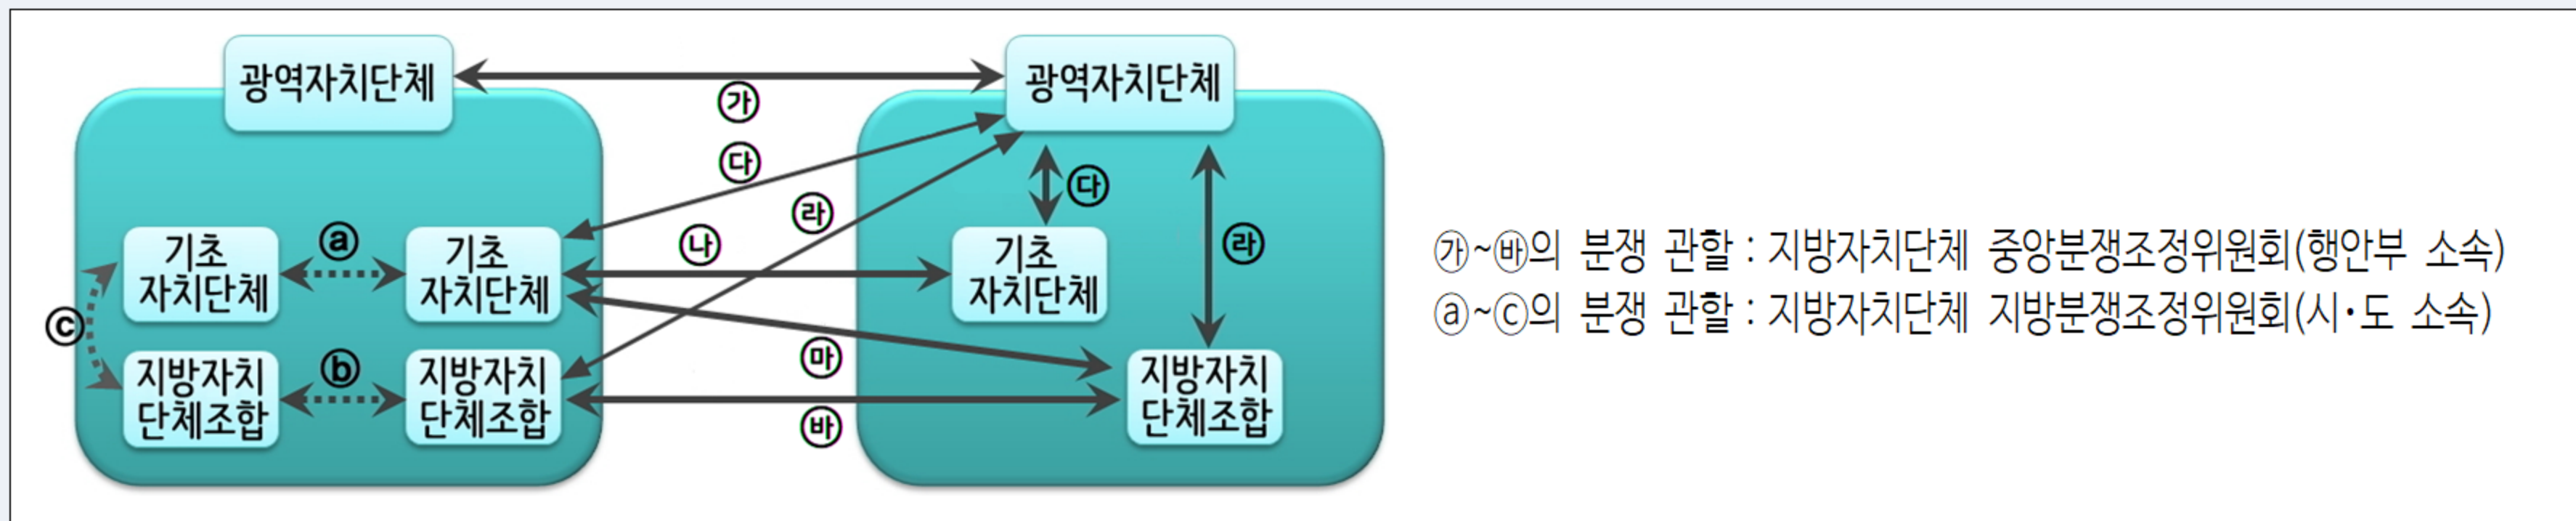 광역자치단체
광역자치단체
㉮
㉰
㉱
㉯
㉰
㉱
ⓐ
기초
자치단체
기초
자치단체
기초
자치단체
ⓒ
ⓑ
㉲
㉳
지방자치
단체조합
지방자치
단체조합
지방자치
단체조합
㉮~㉳의 분쟁 관할 : 지방자치단체 중앙분쟁조정위원회(행안부 소속)
ⓐ~ⓒ의 분쟁 관할 : 지방자치단체 지방분쟁조정위원회(시·도 소속)